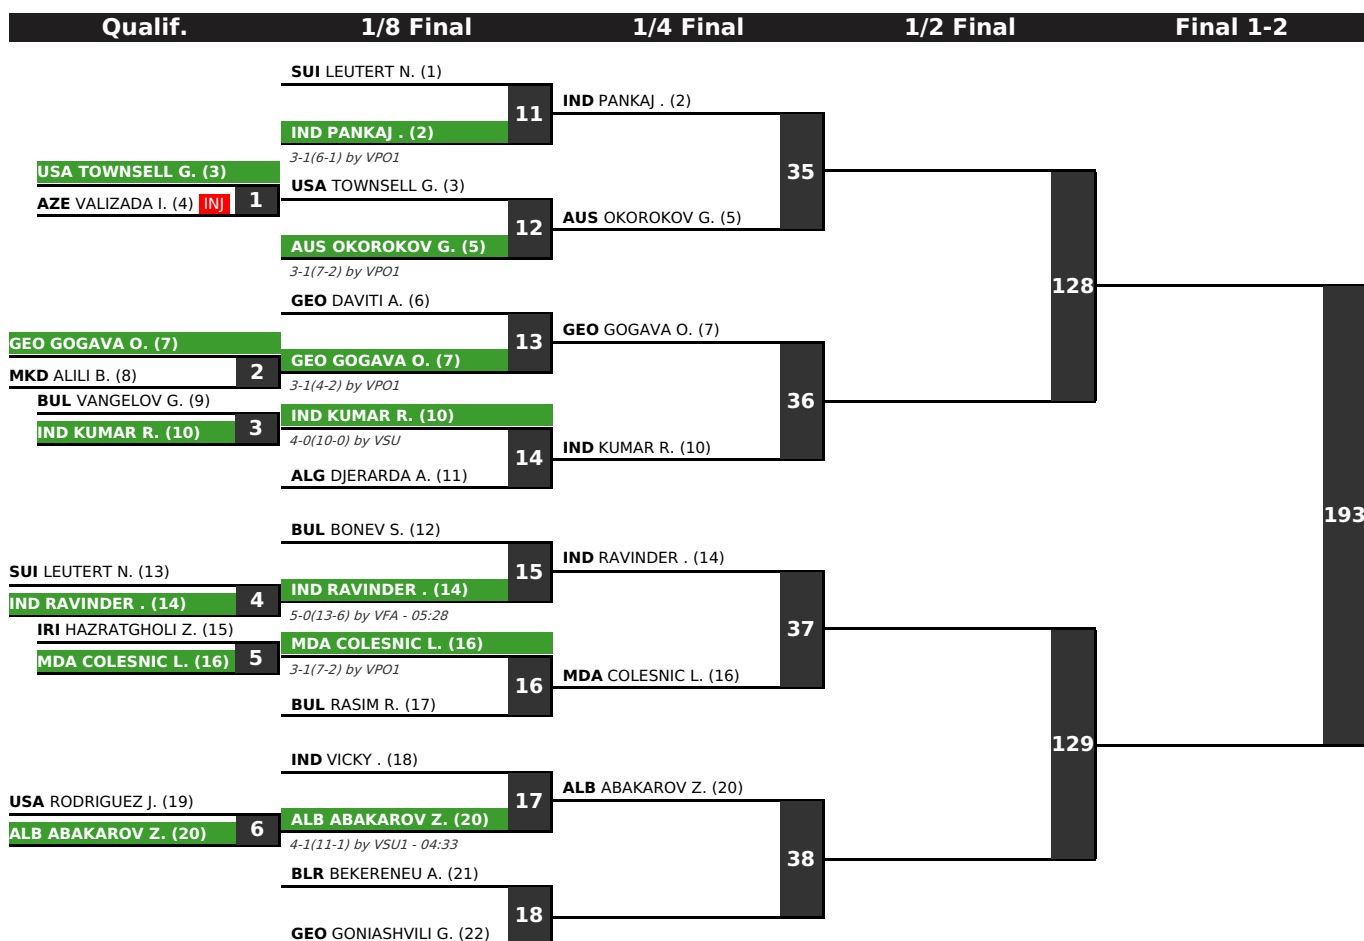 Qualif. 1/8 Final 1/4 Final 1/2 Final Final 1-2
SUI LEUTERT N. (1)
11
IND PANKAJ . (2)
IND PANKAJ . (2)
3-1(6-1) by VPO1
35
USA TOWNSELL G. (3)
1
AZE VALIZADA I. (4) INJ
USA TOWNSELL G. (3)
12
AUS OKOROKOV G. (5)
AUS OKOROKOV G. (5)
3-1(7-2) by VPO1
128
GEO DAVITI A. (6)
13
GEO GOGAVA O. (7)
GEO GOGAVA O. (7)
2
MKD ALILI B. (8)
GEO GOGAVA O. (7)
3-1(4-2) by VPO1
36
BUL VANGELOV G. (9)
3
IND KUMAR R. (10)
IND KUMAR R. (10)
4-0(10-0) by VSU
14
IND KUMAR R. (10)
ALG DJERARDA A. (11)
193
BUL BONEV S. (12)
15
IND RAVINDER . (14)
SUI LEUTERT N. (13)
4
IND RAVINDER . (14)
IND RAVINDER . (14)
5-0(13-6) by VFA - 05:28
37
IRI HAZRATGHOLI Z. (15)
5
MDA COLESNIC L. (16)
MDA COLESNIC L. (16)
3-1(7-2) by VPO1
16
MDA COLESNIC L. (16)
BUL RASIM R. (17)
129
IND VICKY . (18)
17
ALB ABAKAROV Z. (20)
USA RODRIGUEZ J. (19)
6
ALB ABAKAROV Z. (20)
ALB ABAKAROV Z. (20)
4-1(11-1) by VSU1 - 04:33
38
BLR BEKERENEU A. (21)
18
GEO GONIASHVILI G. (22)